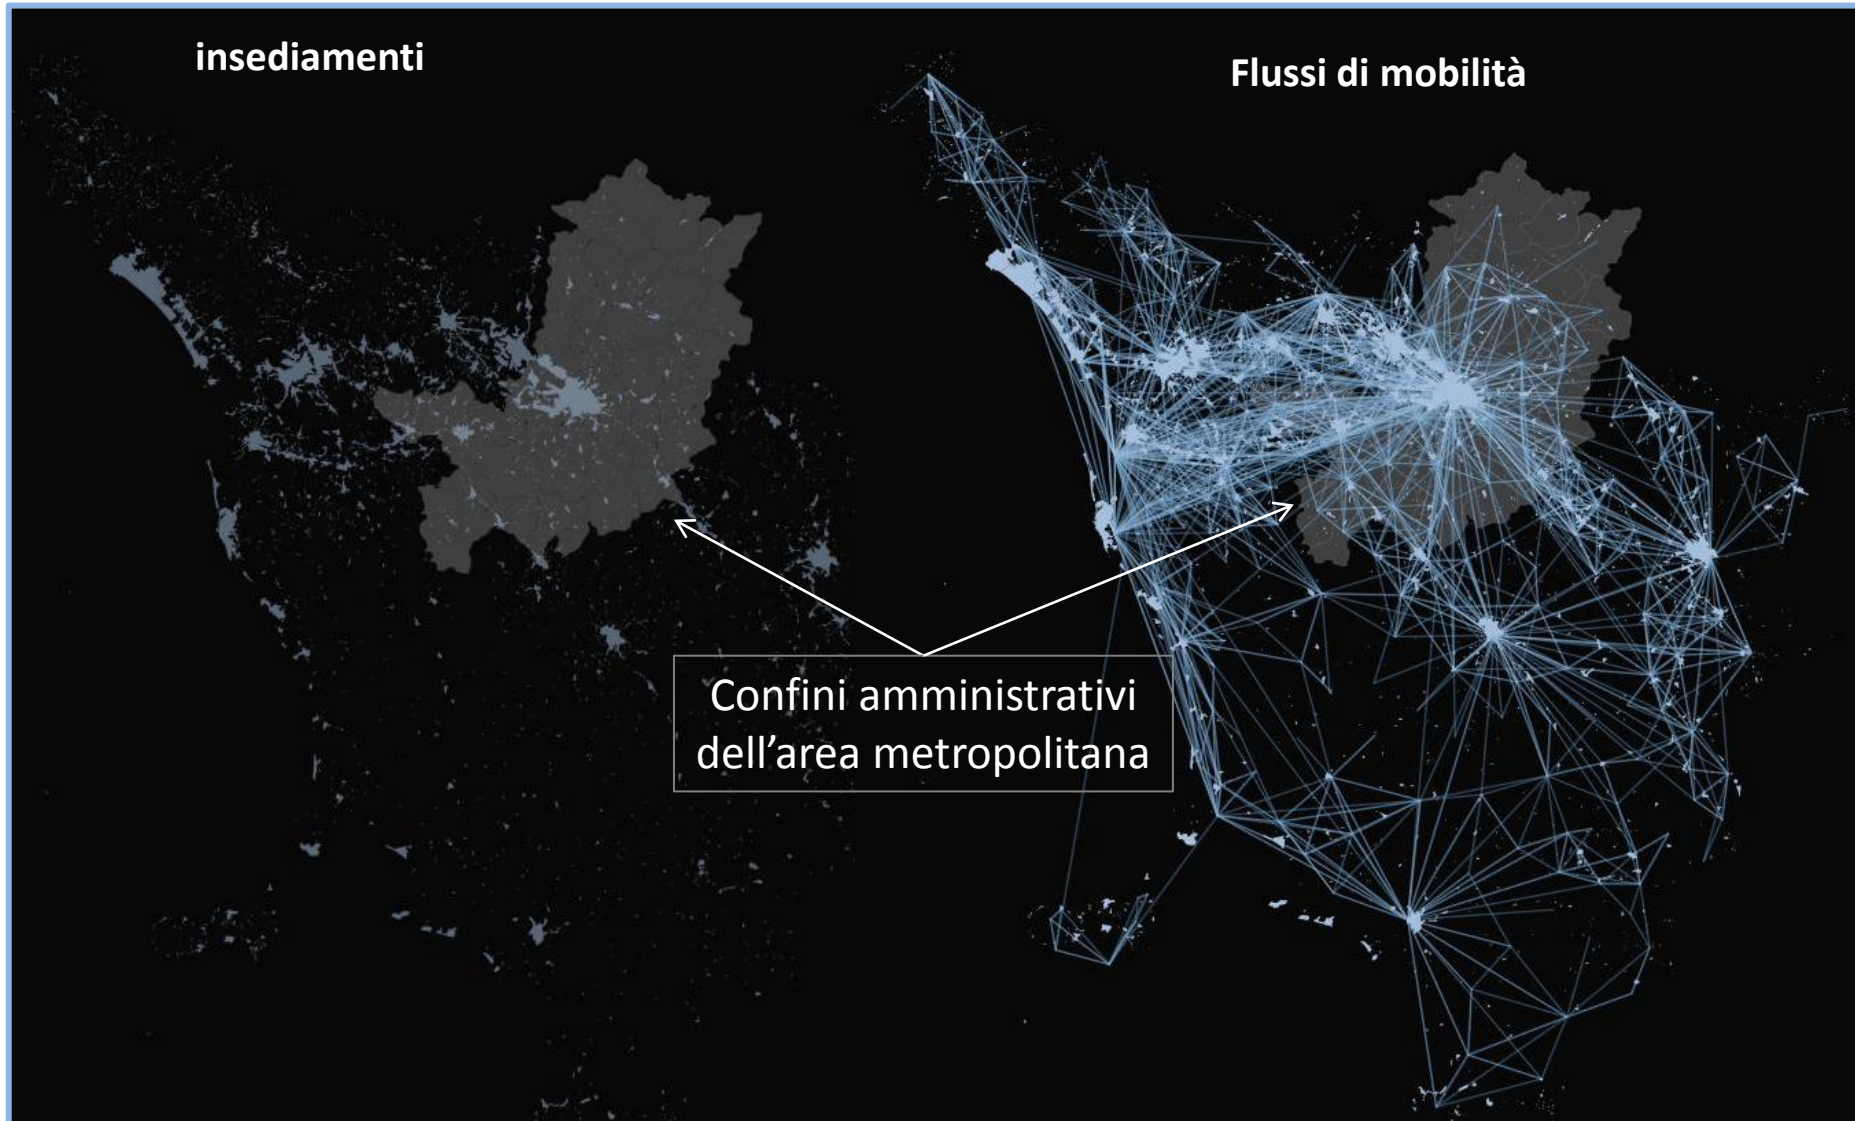 insediamenti
Flussi di mobilità
Confini amministrativi
dell’area metropolitana